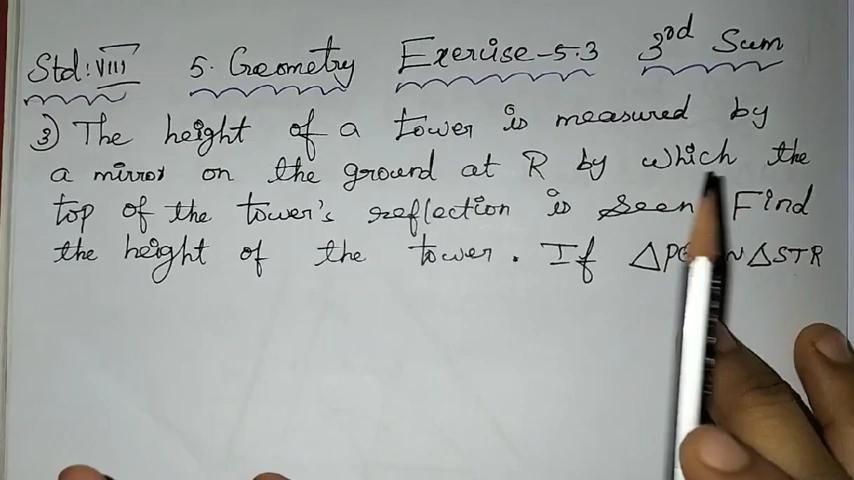 Std: VIII 5. Geometry Exercise-5.3 3rd Sum
3) The height of a tower is measured by
a mirror on the ground at R by which the
top of the tower's reflection is seen Find
the height of the tower. If ΔPQ ~ ΔSTR